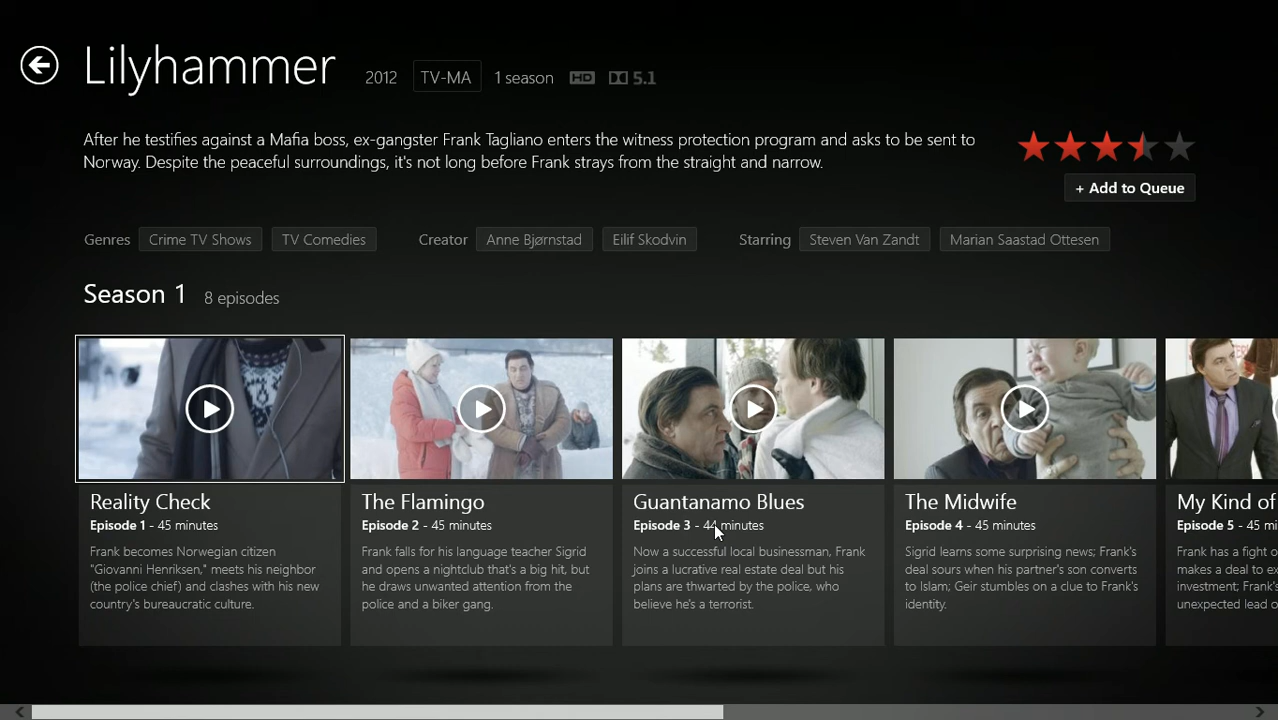 Lilyhammer 2012 TV-MA 1 season HD 5.1
After he testifies against a Mafia boss, ex-gangster Frank Tagliano enters the witness protection program and asks to be sent to
Norway. Despite the peaceful surroundings, it's not long before Frank strays from the straight and narrow.
+ Add to Queue
Genres Crime TV Shows TV Comedies Creator Anne Bjørnstad Eilif Skodvin Starring Steven Van Zandt Marian Saastad Ottesen
Season 1 8 episodes
Reality Check
Episode 1 - 45 minutes
Frank becomes Norwegian citizen
"Giovanni Henriksen," meets his neighbor
(the police chief) and clashes with his new
country's bureaucratic culture.
The Flamingo
Episode 2 - 45 minutes
Frank falls for his language teacher Sigrid
and opens a nightclub that's a big hit, but
he draws unwanted attention from the
police and a biker gang.
Guantanamo Blues
Episode 3 - 44 minutes
Now a successful local businessman, Frank
joins a lucrative real estate deal but his
plans are thwarted by the police, who
believe he's a terrorist.
The Midwife
Episode 4 - 45 minutes
Sigrid learns some surprising news; Frank's
deal sours when his partner's son converts
to Islam; Geir stumbles on a clue to Frank's
identity.
My Kind of
Episode 5 - 45 mi
Frank has a fight o
makes a deal to ex
investment; Frank's
unexpected lead o